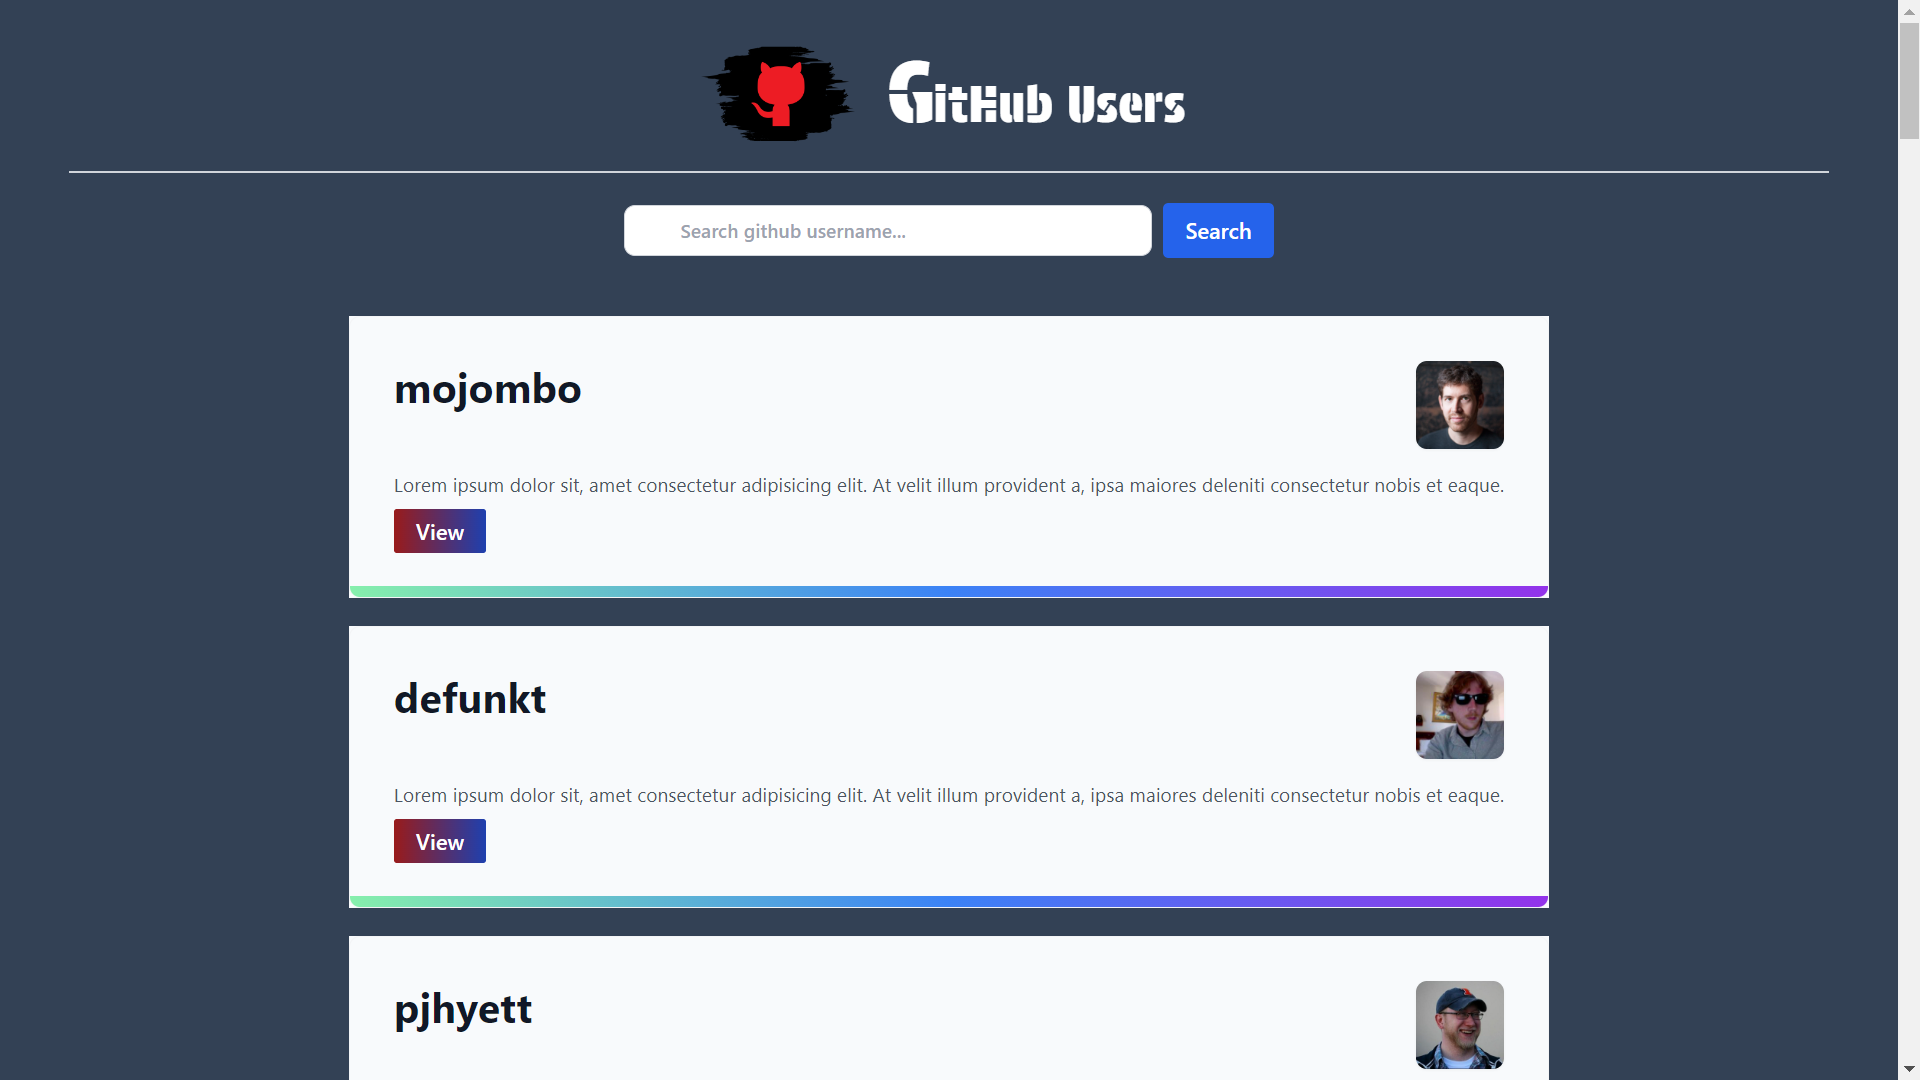 GitHub Users
Search github username...
Search
mojombo
Lorem ipsum dolor sit, amet consectetur adipisicing elit. At velit illum provident a, ipsa maiores deleniti consectetur nobis et eaque.
View
defunkt
Lorem ipsum dolor sit, amet consectetur adipisicing elit. At velit illum provident a, ipsa maiores deleniti consectetur nobis et eaque.
View
pjhyett